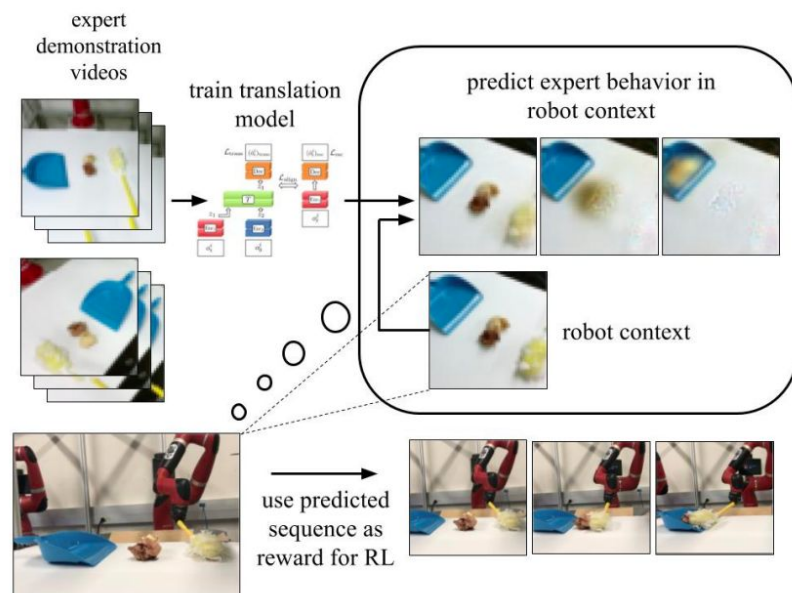 expert
demonstration
videos
train translation
model
predict expert behavior in
robot context
robot context
use predicted
sequence as
reward for RL